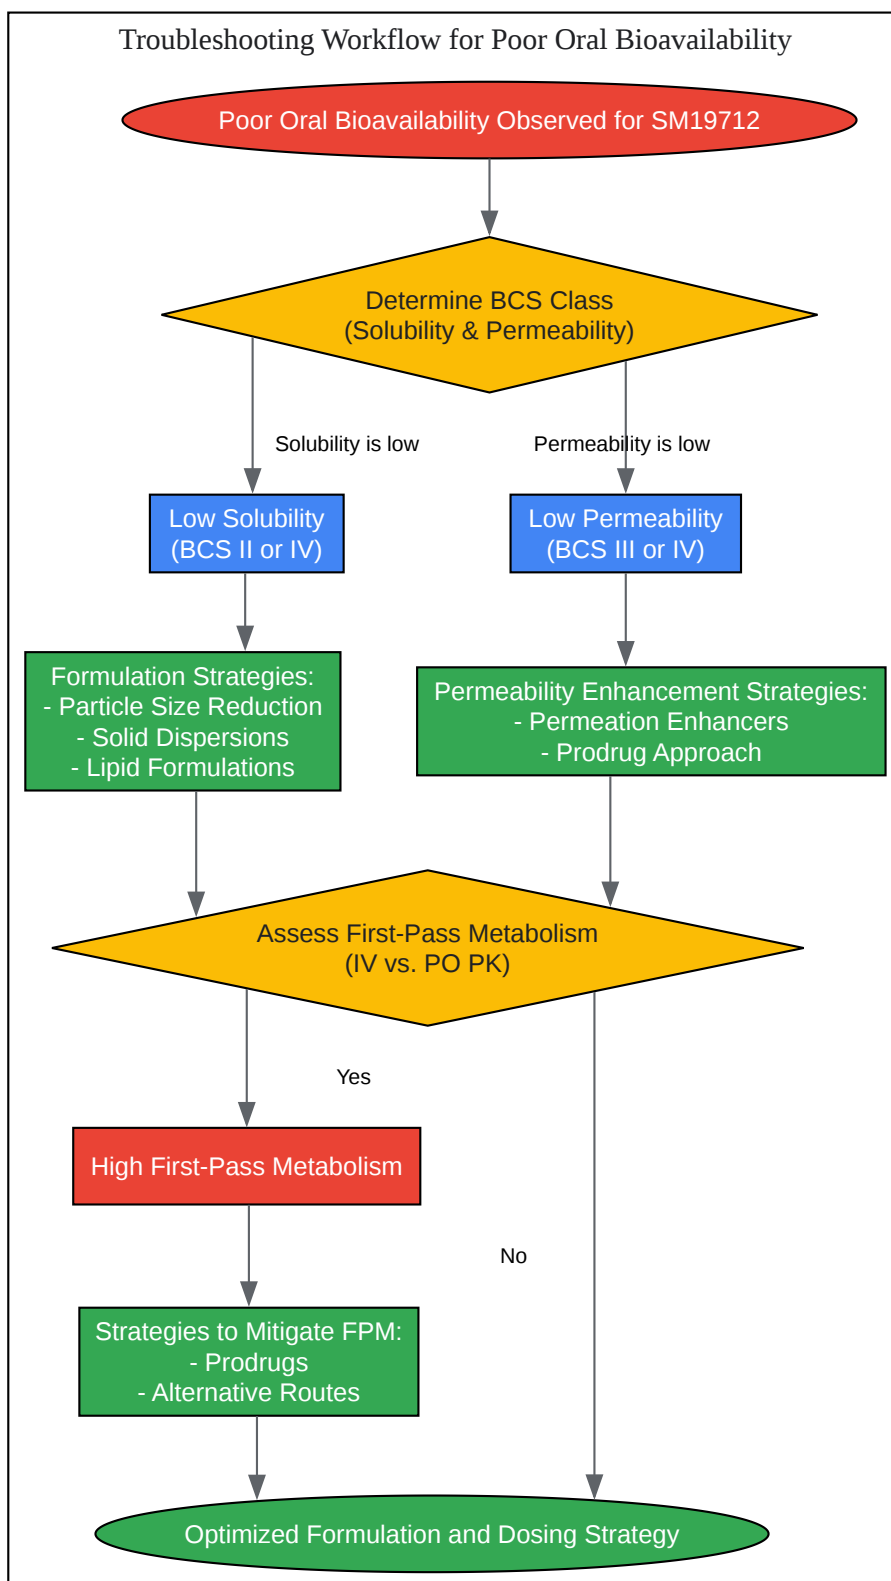 Troubleshooting Workflow for Poor Oral Bioavailability
Poor Oral Bioavailability Observed for SM19712
Determine BCS Class
(Solubility & Permeability)
Solubility is low
Permeability is low
Low Solubility
(BCS II or IV)
Low Permeability
(BCS III or IV)
Formulation Strategies:
- Particle Size Reduction
- Solid Dispersions
- Lipid Formulations
Permeability Enhancement Strategies:
- Permeation Enhancers
- Prodrug Approach
Assess First-Pass Metabolism
(IV vs. PO PK)
Yes
High First-Pass Metabolism
No
Strategies to Mitigate FPM:
- Prodrugs
- Alternative Routes
Optimized Formulation and Dosing Strategy